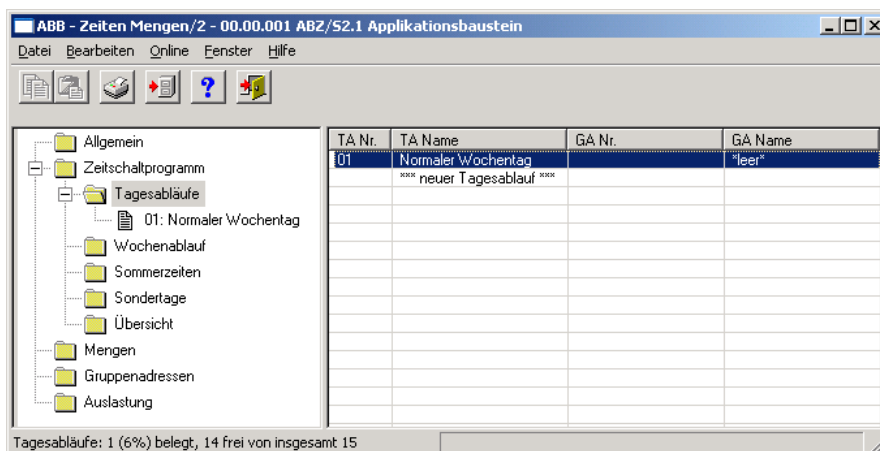 ABB - Zeiten Mengen/2 - 00.00.001 ABZ/S2.1 Applikationsbaustein
Datei Bearbeiten Online Fenster Hilfe
Allgemein
Zeitschaltprogramm
Tagesabläufe
01: Normaler Wochentag
Wochenablauf
Sommerzeiten
Sondertage
Übersicht
Mengen
Gruppenadressen
Auslastung
TA Nr. TA Name GA Nr. GA Name
01 Normaler Wochentag *leer*
*** neuer Tagesablauf ***
Tagesabläufe: 1 (6%) belegt, 14 frei von insgesamt 15